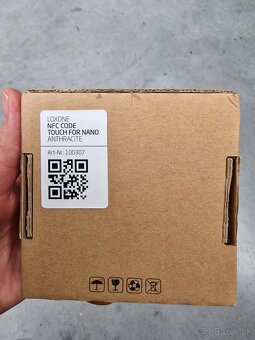 LOXONE
NFC CODE
TOUCH FOR NANO
ANTHRACITE
Art-Nr.: 100307